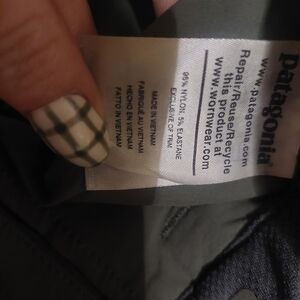 patagonia®
www.patagonia.com
Repair/Reuse/Recycle
this product at
www.wornwear.com
95% NYLON, 5% ELASTANE
EXCLUSIVE OF TRIM
MADE IN VIETNAM
FABRIQUÉ AU VIETNAM
HECHO EN VIETNAM
FATTO IN VIETNAM